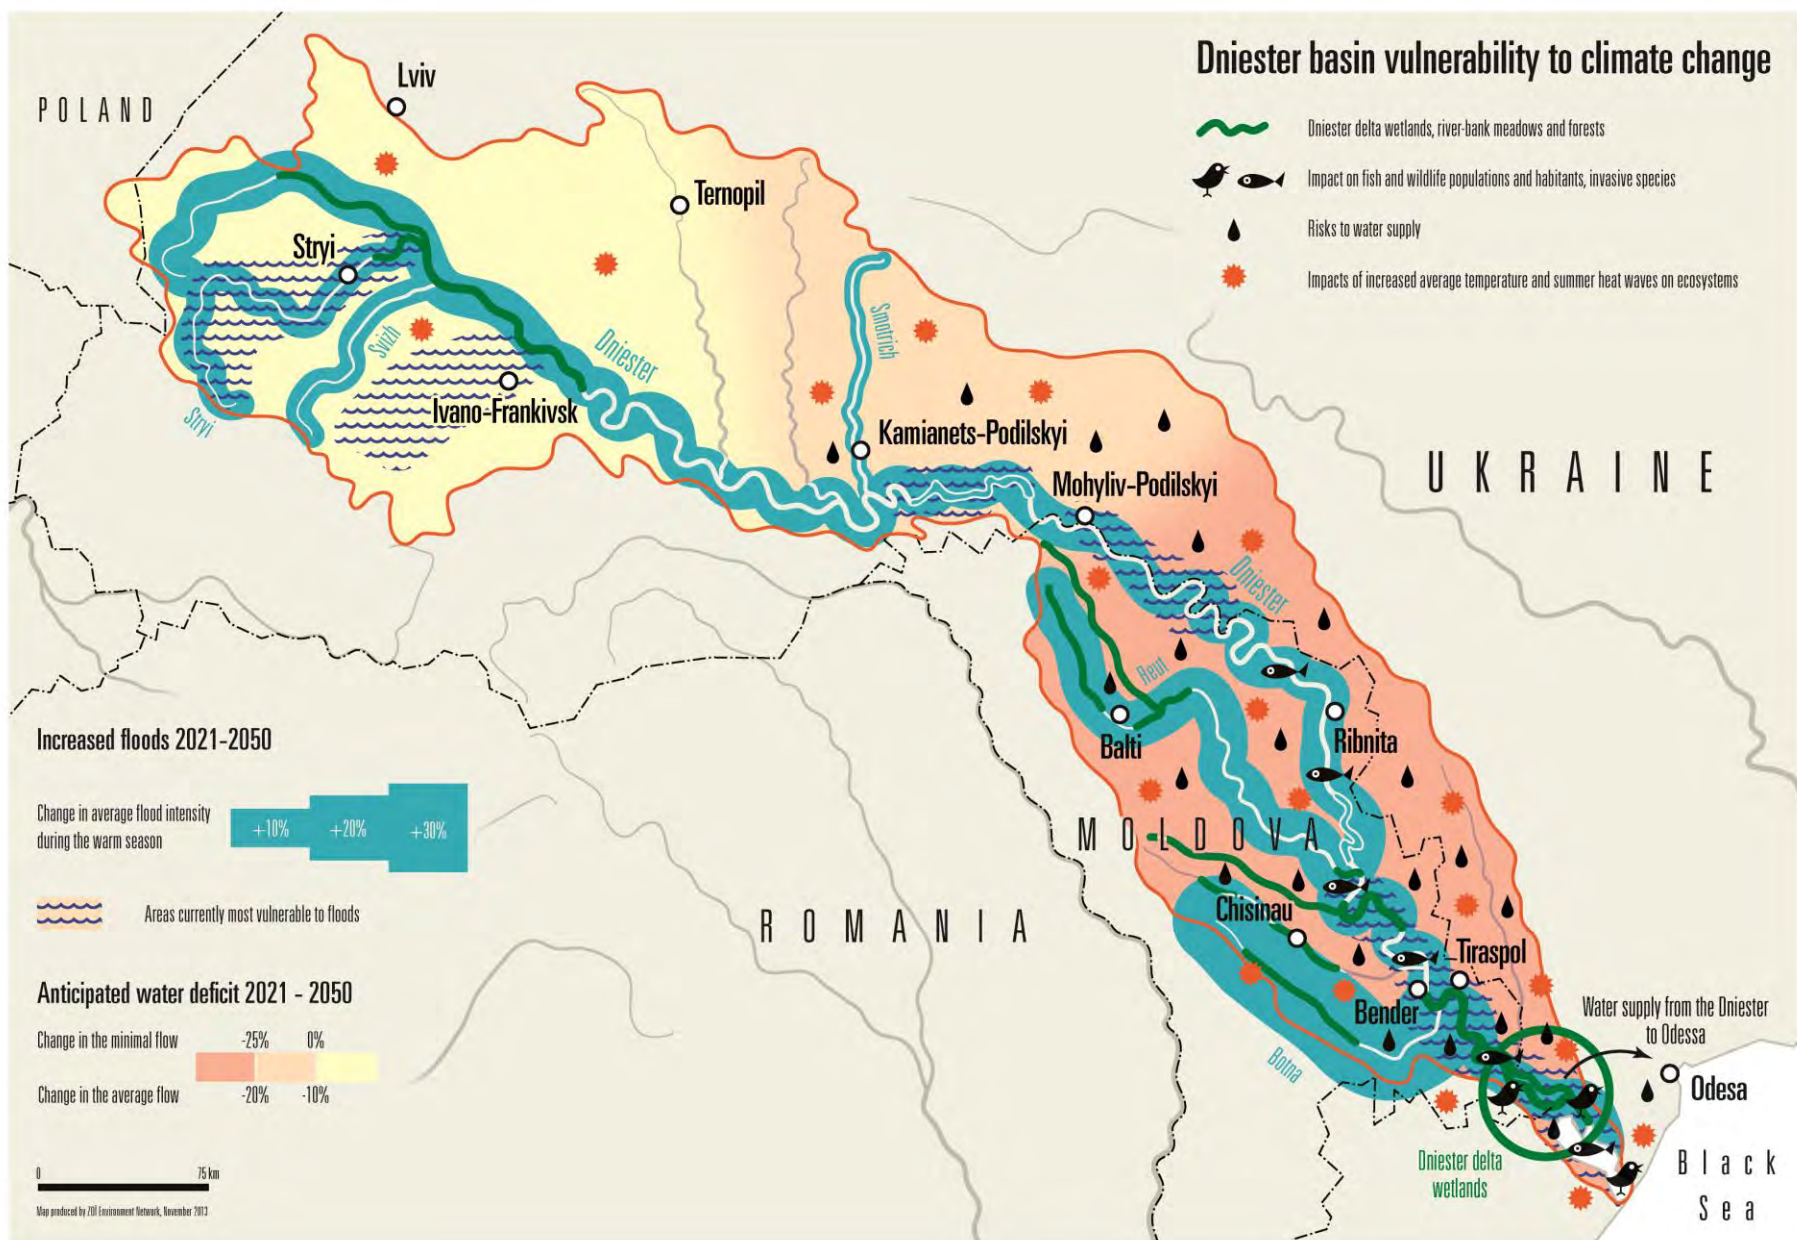 Dniester basin vulnerability to climate change
Dniester delta wetlands, river-bank meadows and forests
Impact on fish and wildlife populations and habitants, invasive species
Risks to water supply
Impacts of increased average temperature and summer heat waves on ecosystems
POLAND
Lviv
Ternopil
Stryi
Svizh
Dniester
Smotrich
Ivano-Frankivsk
Stryi
Kamianets-Podilskyi
Mohyliv-Podilskyi
UKRAINE
Dniester
Reut
Balti
Ribnita
MOLDOVA
ROMANIA
Chisinau
Tiraspol
Bender
Botna
Water supply from the Dniester
to Odessa
Odesa
Dniester delta
wetlands
Black
Sea
Increased floods 2021-2050
Change in average flood intensity
during the warm season
+10%
+20%
+30%
Areas currently most vulnerable to floods
Anticipated water deficit 2021 - 2050
Change in the minimal flow
-25%
0%
Change in the average flow
-20%
-10%
0
75 km
Map produced by ZOÏ Environment Network, November 2013